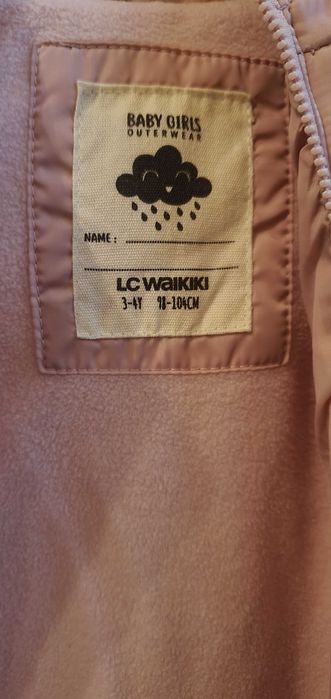 BABY GIRLS
OUTERWEAR
NAME :
LC WAIKIKI
3-4Y 98-104CM